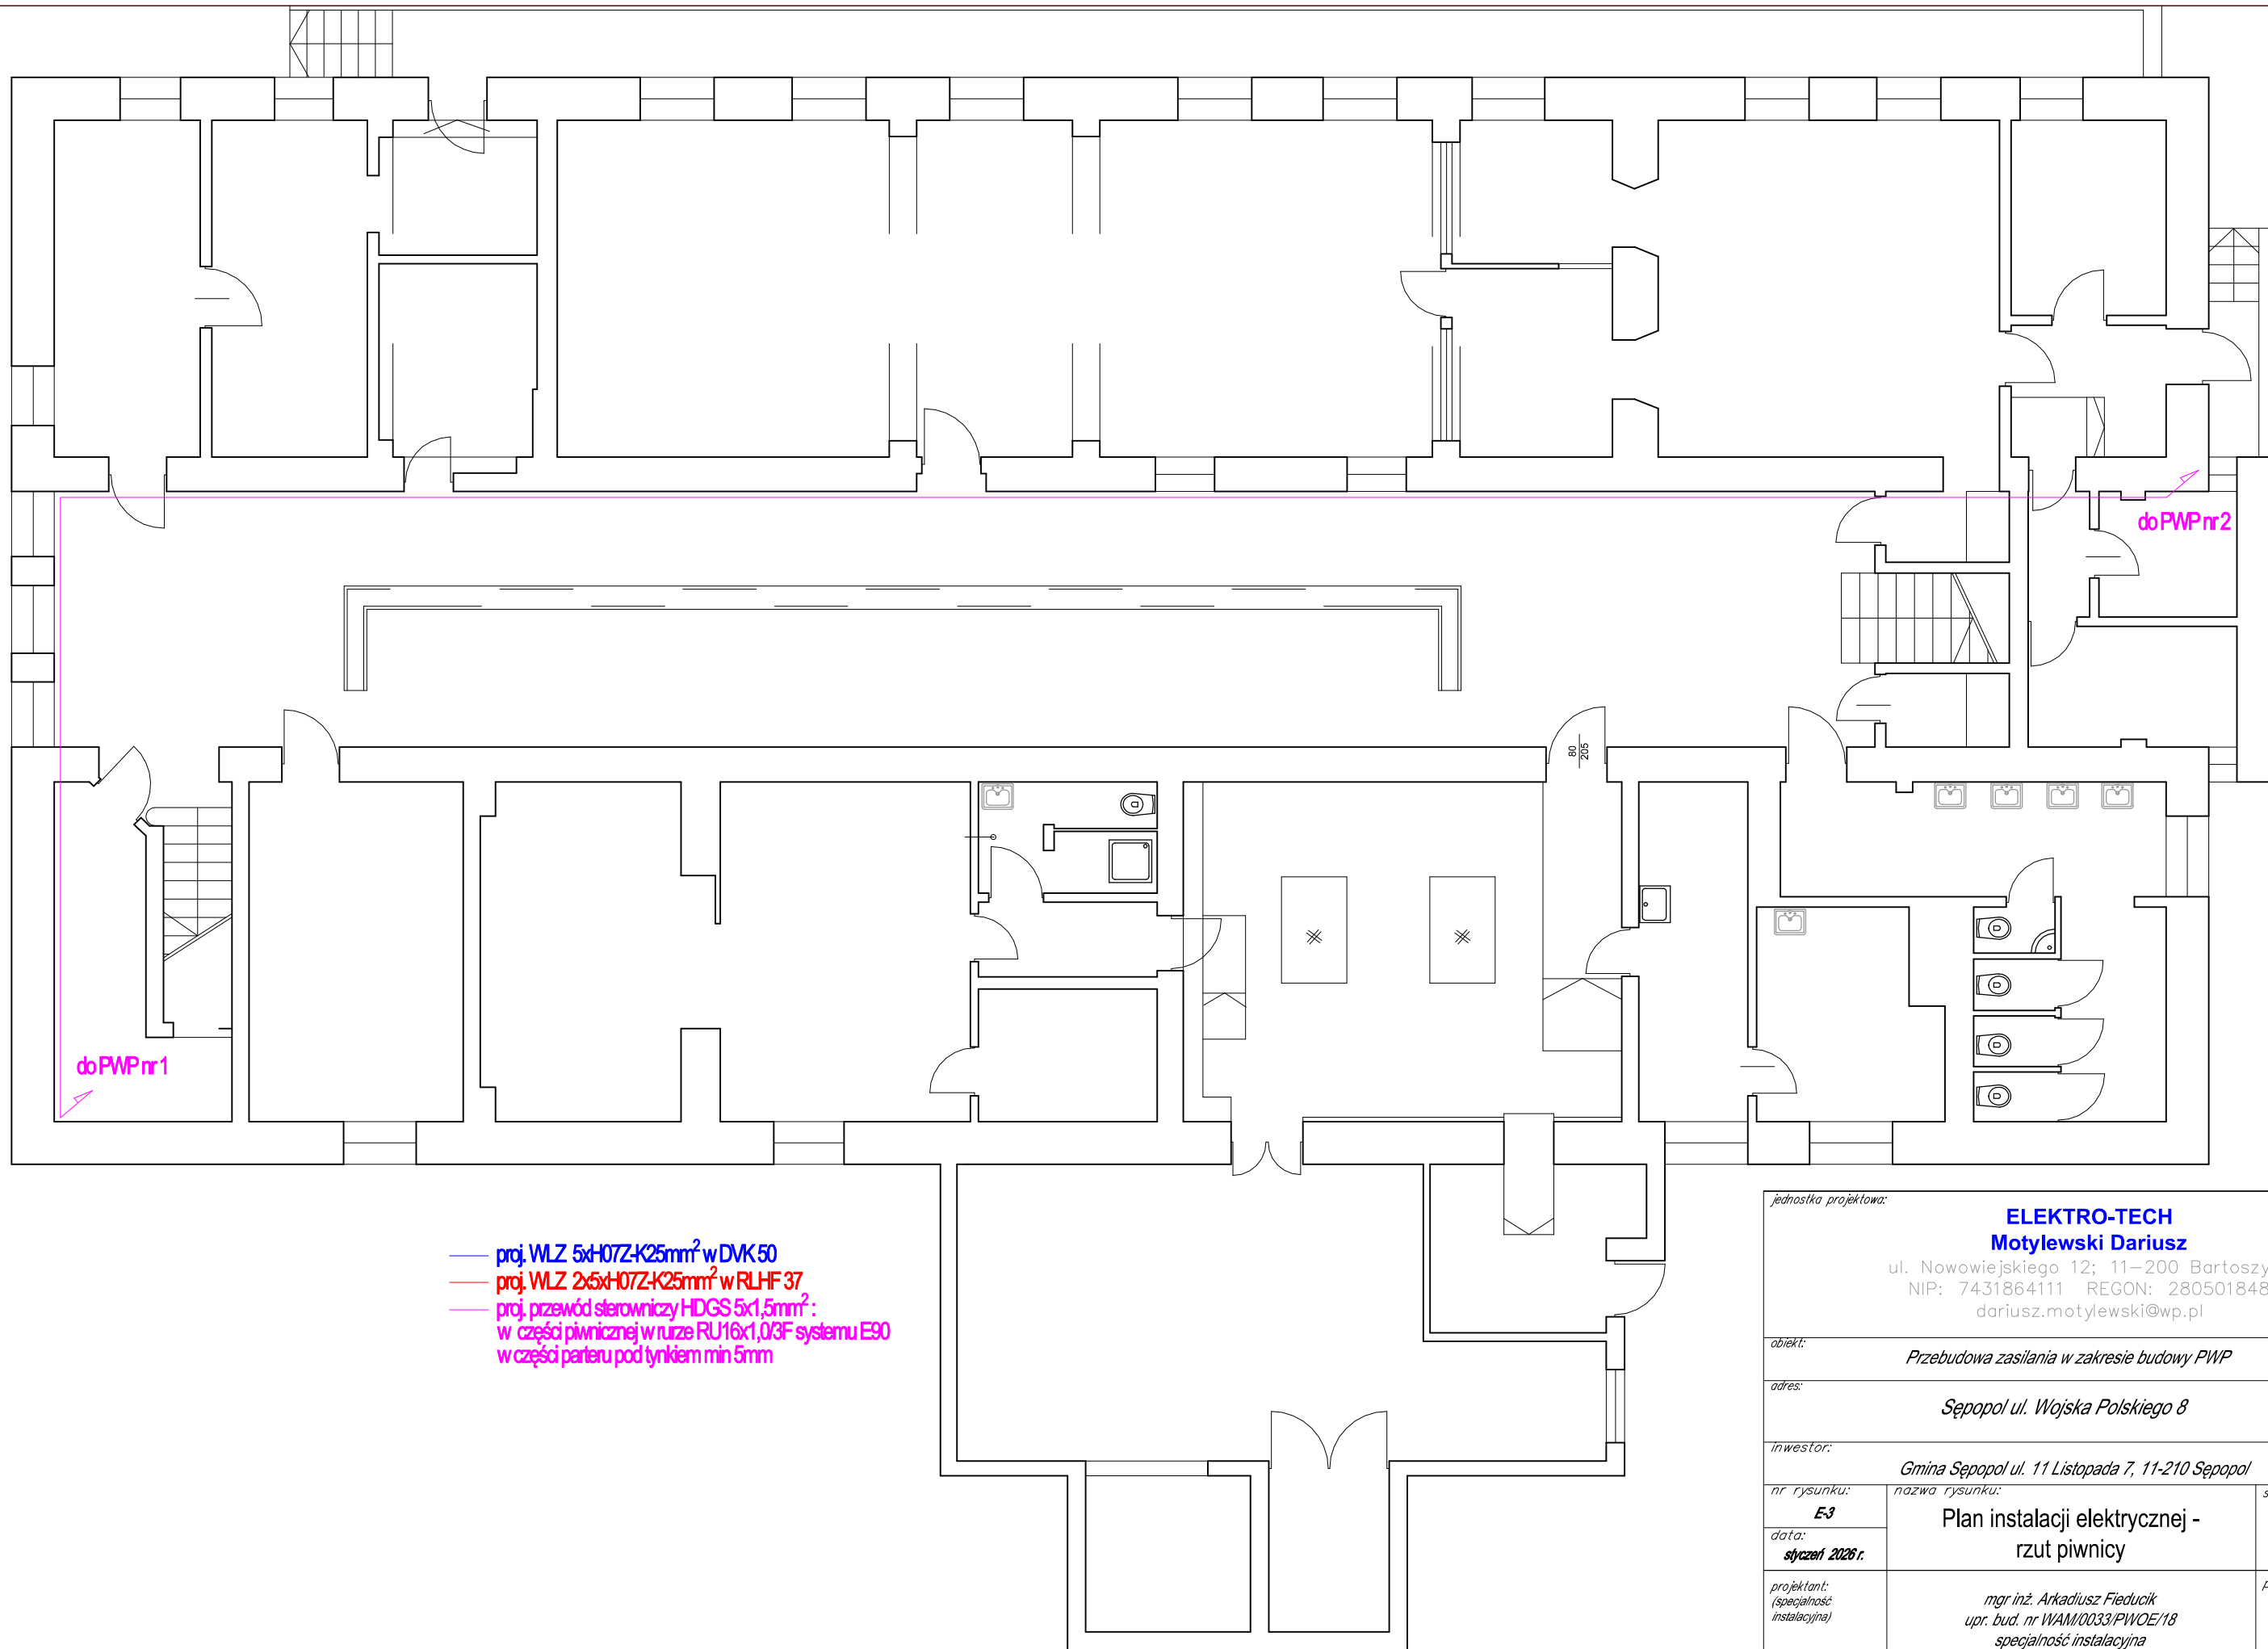 do PWP nr 2
80
205
do PWP nr 1
proj. WLZ 5xH07Z-K25mm² w DVK 50
proj. WLZ 2x5xH07Z-K25mm² w RLHF 37
proj. przewód sterowniczy HDGS 5x1,5mm² :
w części piwnicznej w rurze RU16x1,0/3F systemu E90
w części parteru pod tynkiem min 5mm
jednostka projektowa:
ELEKTRO-TECH
Motylewski Dariusz
ul. Nowowiejskiego 12; 11-200 Bartoszy
NIP: 7431864111 REGON: 280501848
dariusz.motylewski@wp.pl
obiekt:
Przebudowa zasilania w zakresie budowy PWP
adres:
Sępopol ul. Wojska Polskiego 8
inwestor:
Gmina Sępopol ul. 11 Listopada 7, 11-210 Sępopol
nr rysunku:
E-3
nazwa rysunku:
Plan instalacji elektrycznej -
rzut piwnicy
data:
styczeń 2026 r.
projektant:
(specjalność
instalacyjna)
mgr inż. Arkadiusz Fieducik
upr. bud. nr WAM/0033/PWOE/18
specjalność instalacyjna